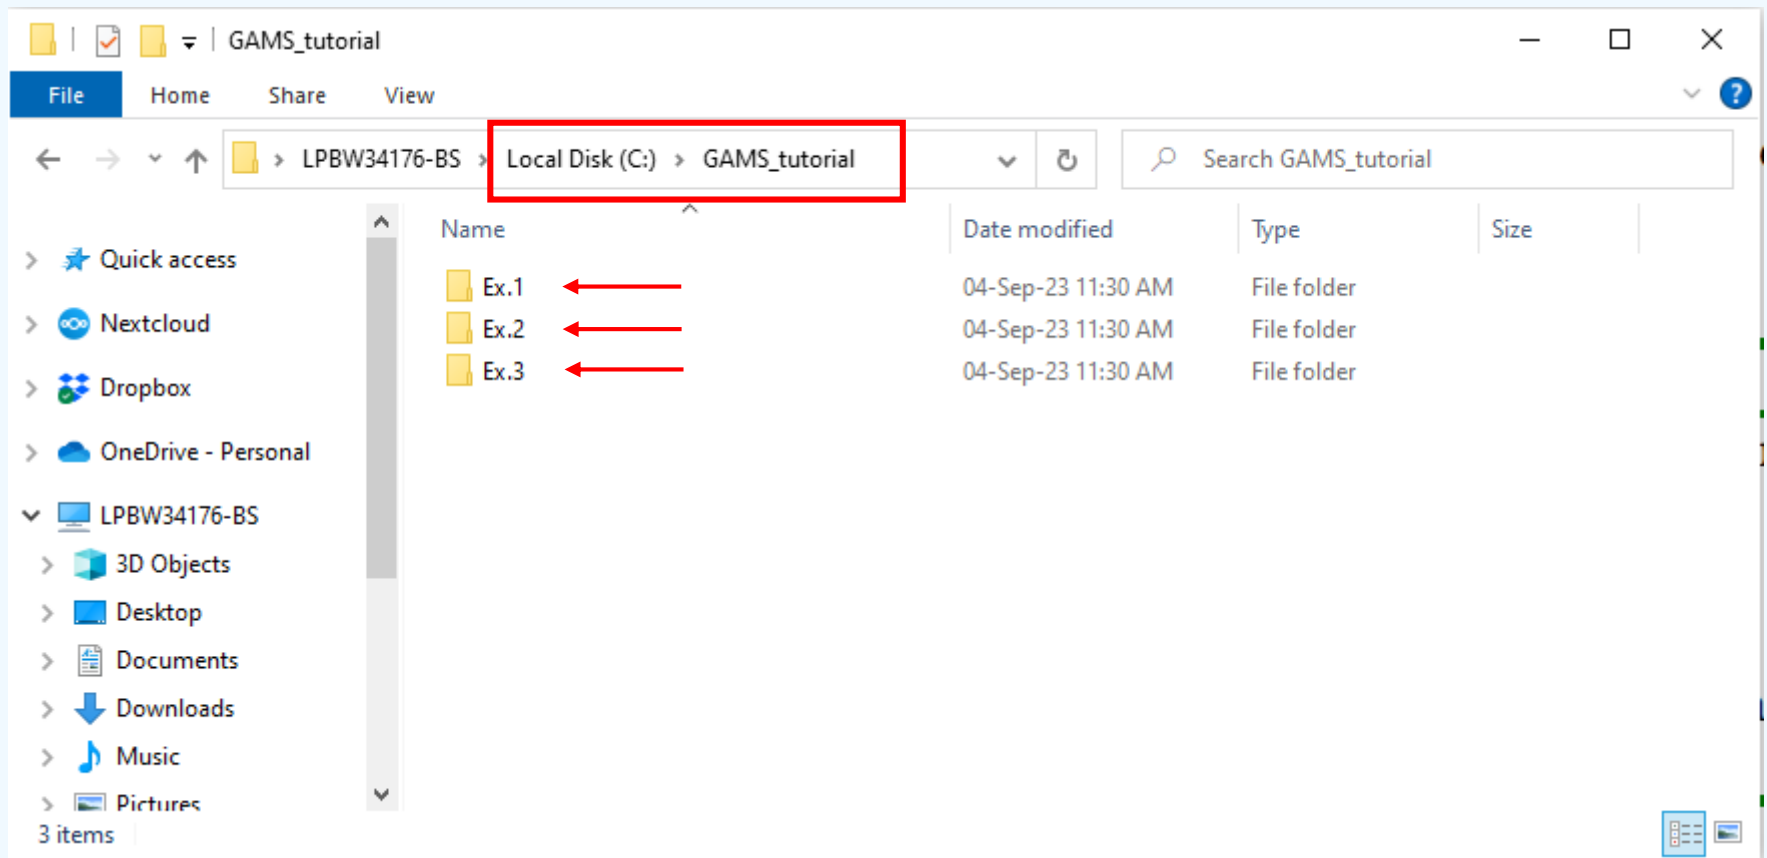 GAMS_tutorial
File Home Share View
LPBW34176-BS Local Disk (C:) GAMS_tutorial Search GAMS_tutorial
Name Date modified Type Size
Quick access
Nextcloud
Dropbox
OneDrive - Personal
LPBW34176-BS
3D Objects
Desktop
Documents
Downloads
Music
Pictures
Ex.1 04-Sep-23 11:30 AM File folder
Ex.2 04-Sep-23 11:30 AM File folder
Ex.3 04-Sep-23 11:30 AM File folder
3 items